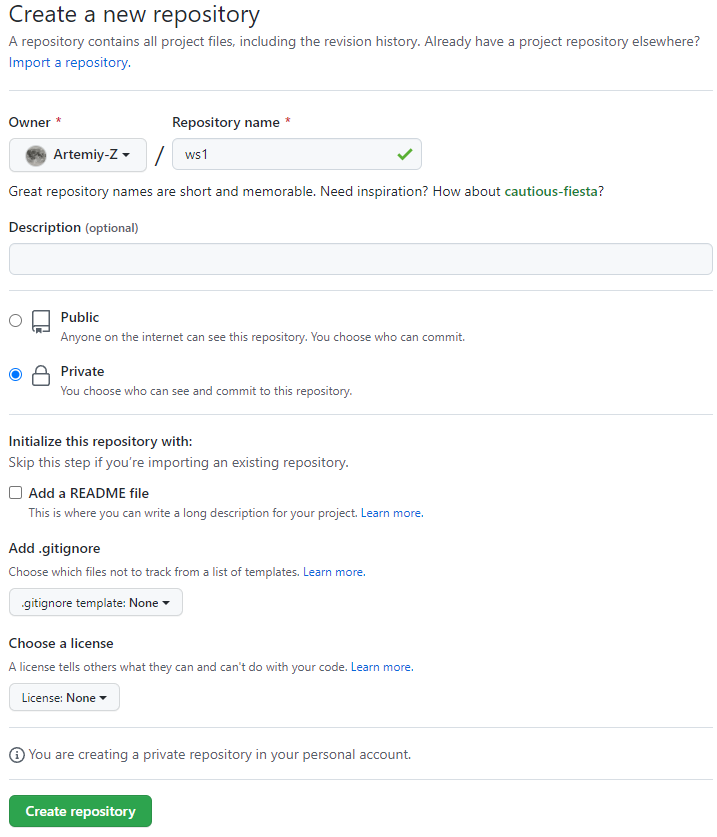 Create a new repository
A repository contains all project files, including the revision history. Already have a project repository elsewhere?
Import a repository.
Owner * Repository name *
Artemiy-Z / ws1
Great repository names are short and memorable. Need inspiration? How about cautious-fiesta?
Description (optional)
Public
Anyone on the internet can see this repository. You choose who can commit.
Private
You choose who can see and commit to this repository.
Initialize this repository with:
Skip this step if you're importing an existing repository.
Add a README file
This is where you can write a long description for your project. Learn more.
Add .gitignore
Choose which files not to track from a list of templates. Learn more.
.gitignore template: None
Choose a license
A license tells others what they can and can't do with your code. Learn more.
License: None
You are creating a private repository in your personal account.
Create repository